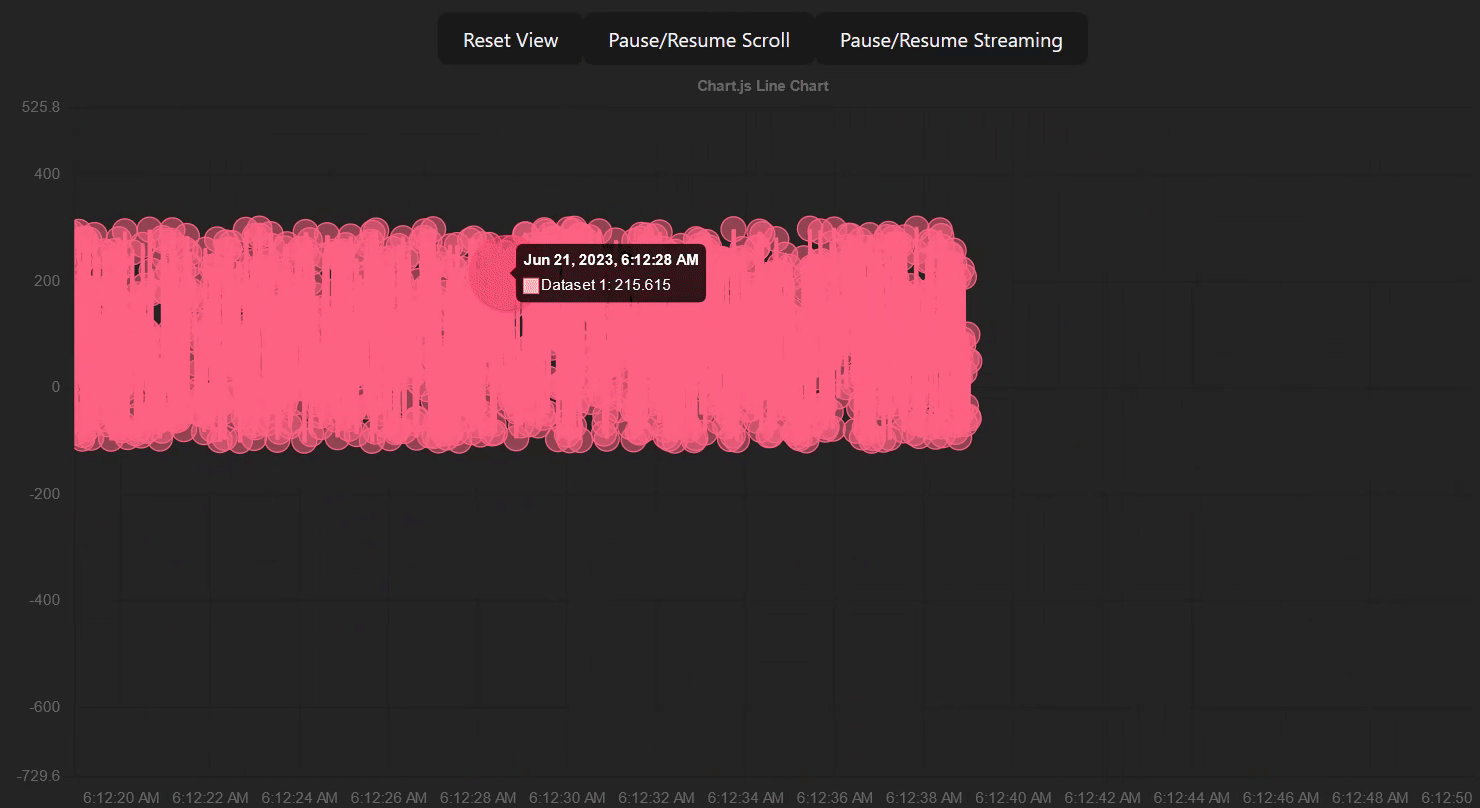 Reset View Pause/Resume Scroll Pause/Resume Streaming
Chart.js Line Chart
525.8
400
200
0
-200
-400
-600
-729.6
Jun 21, 2023, 6:12:28 AM
Dataset 1: 215.615
6:12:20 AM 6:12:22 AM 6:12:24 AM 6:12:26 AM 6:12:28 AM 6:12:30 AM 6:12:32 AM 6:12:34 AM 6:12:36 AM 6:12:38 AM 6:12:40 AM 6:12:42 AM 6:12:44 AM 6:12:46 AM 6:12:48 AM 6:12:50